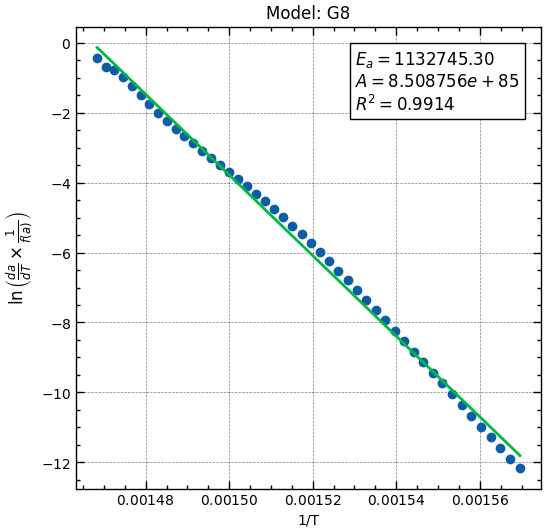 Model: G8
E_a = 1132745.30
A = 8.508756e + 85
R^2 = 0.9914
ln(da/dT × 1/f(a))
0
−2
−4
−6
−8
−10
−12
0.00148 0.00150 0.00152 0.00154 0.00156
1/T